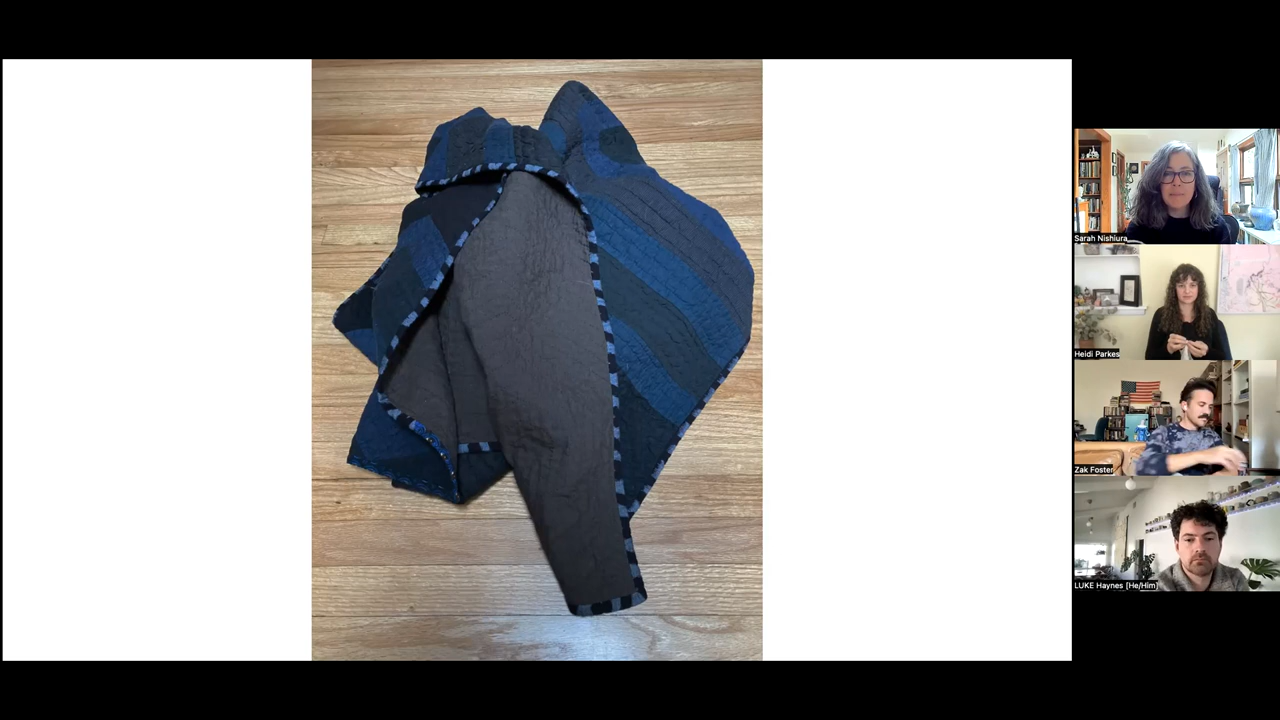 Sarah Nishiura
Heidi Parkes
Zak Foster
LUKE Haynes [He/Him]